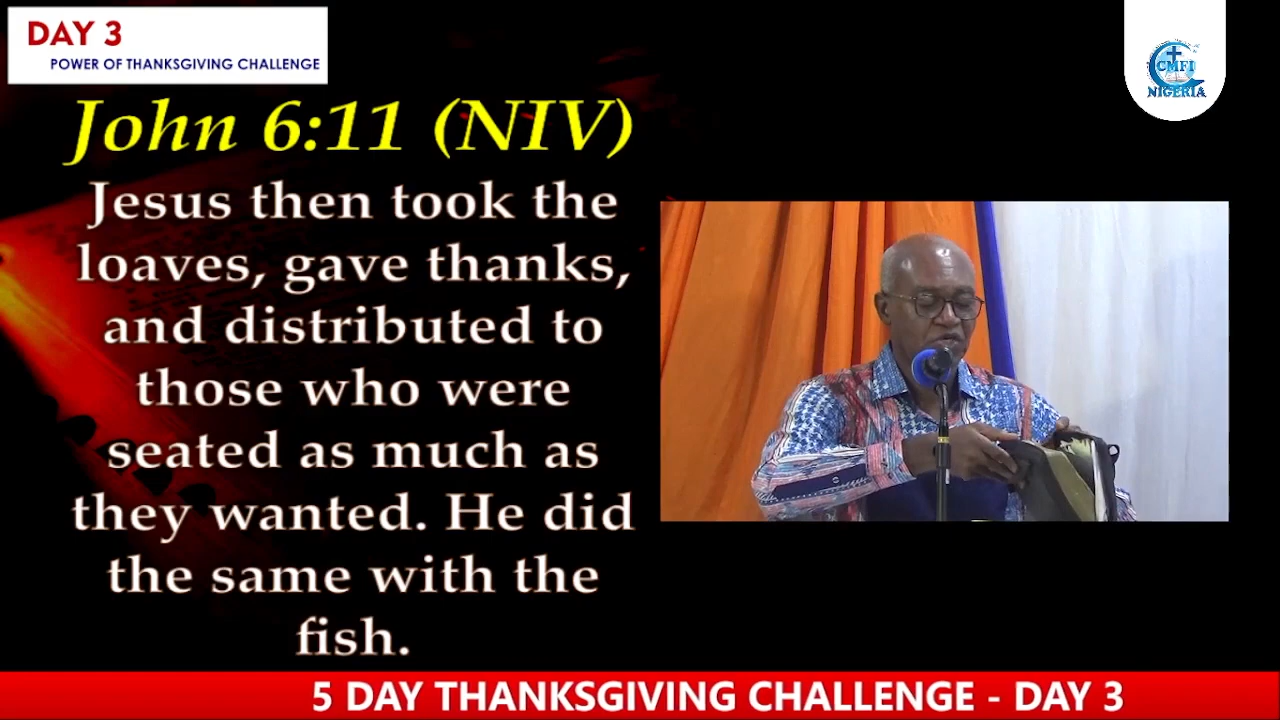 DAY 3
POWER OF THANKSGIVING CHALLENGE
CMFI
NIGERIA
John 6:11 (NIV)
Jesus then took the
loaves, gave thanks,
and distributed to
those who were
seated as much as
they wanted. He did
the same with the
fish.
5 DAY THANKSGIVING CHALLENGE - DAY 3